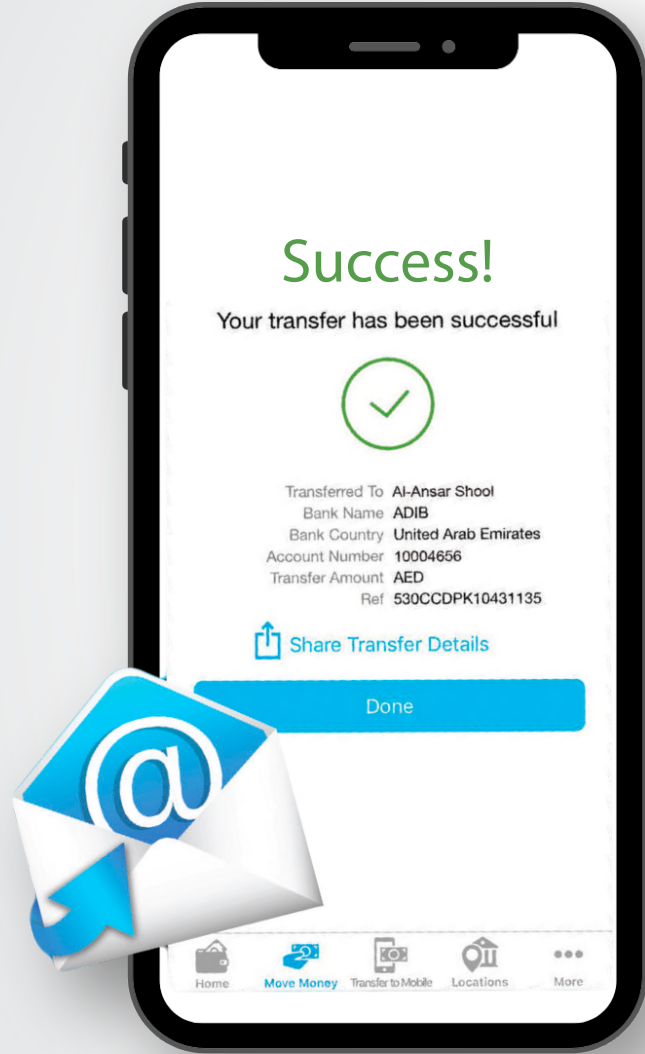 Success!
Your transfer has been successful
Transferred To Al-Ansar Shool
Bank Name ADIB
Bank Country United Arab Emirates
Account Number 10004656
Transfer Amount AED
Ref 530CCDPK10431135
Share Transfer Details
Done
@
Home Move Money Transfer to Mobile Locations More